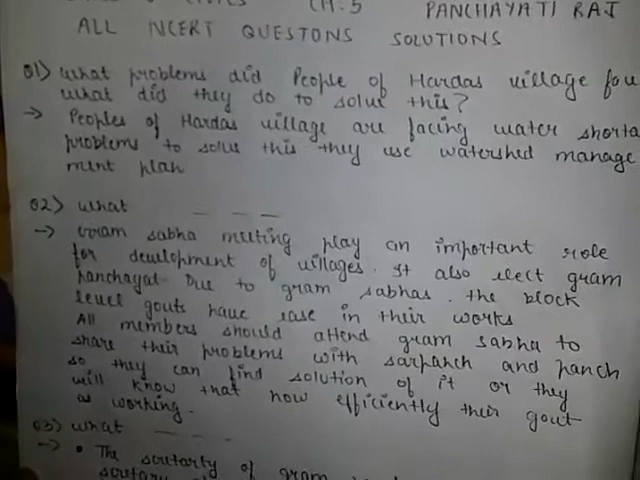 CH.5 PANCHAYATI RAJ
ALL NCERT QUESTONS SOLUTIONS
Q1) What problems did People of Hardas village fou
what did they do to solve this?
→ Peoples of Hardas village are facing water shorta
problems to solve this they use watershed manage
ment plan
Q2) what _ _ _
→ Gram sabha meeting play an important role
for development of villages. It also elect gram
panchayat Due to gram sabhas. the block
level govts have ease in their works
All members should attend gram sabha to
share their problems with sarpanch and panch
so they can find solution of it or they
will know that how efficiently their govt
is working.
Q3) what _ _ _
→ • The of gram